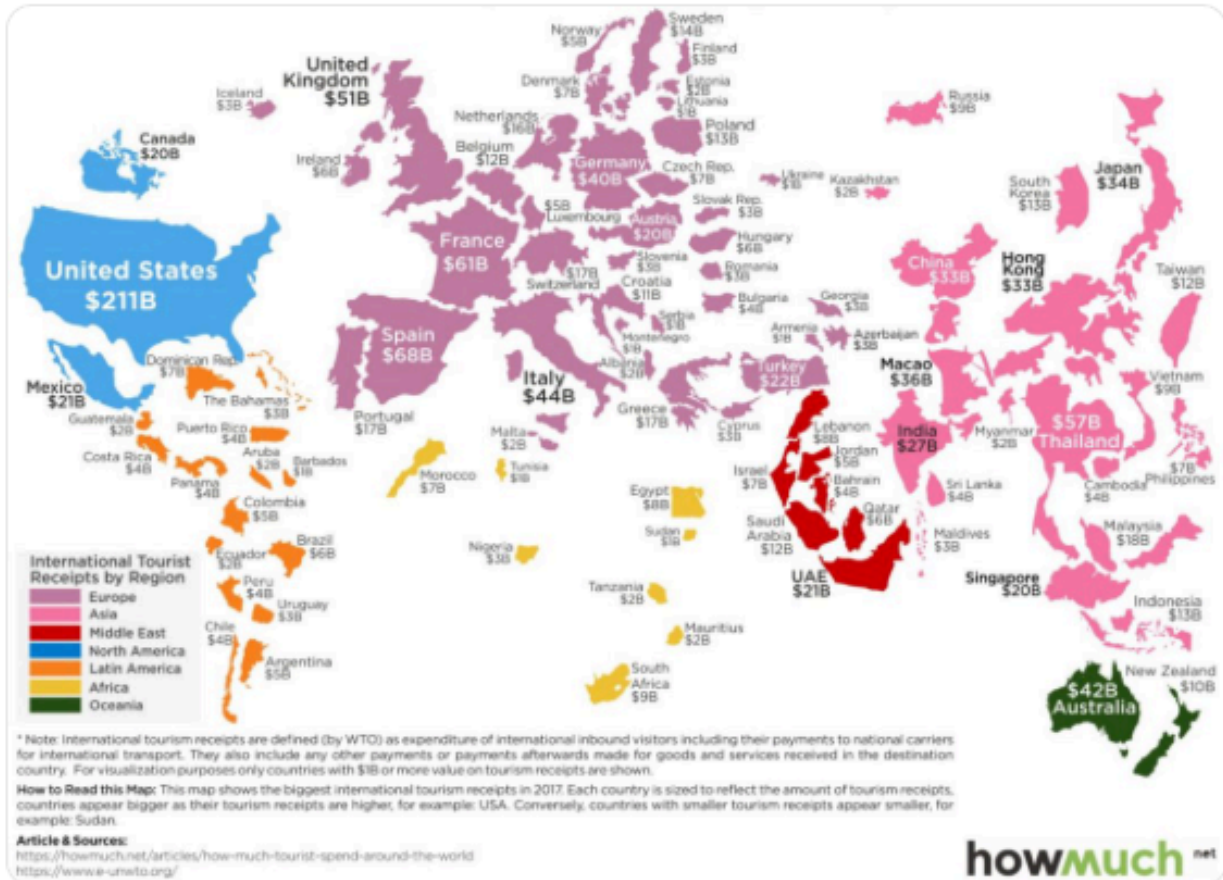 Norway
$5B
Sweden
$14B
Finland
$3B
United
Kingdom
$51B
Denmark
$7B
Estonia
$2B
Lithuania
$1B
Iceland
$3B
Russia
$9B
Netherlands
$16B
Poland
$13B
Canada
$20B
Belgium
$12B
Ireland
$6B
Germany
$40B
Czech Rep.
$7B
Ukraine
$1B
Kazakhstan
$2B
South
Korea
$13B
Japan
$34B
$5B
Luxembourg
Austria
$20B
Slovak Rep.
$3B
France
$61B
Hungary
$6B
United States
$211B
$17B
Switzerland
Slovenia
$3B
Romania
$3B
China
$33B
Hong
Kong
$33B
Taiwan
$12B
Croatia
$11B
Bulgaria
$4B
Georgia
$3B
Serbia
$1B
Montenegro
$1B
Armenia
$1B
Azerbaijan
$3B
Spain
$68B
Albania
$2B
Turkey
$22B
Macao
$36B
Vietnam
$9B
Dominican Rep.
$7B
Mexico
$21B
The Bahamas
$3B
Italy
$44B
Portugal
$17B
Greece
$17B
Cyprus
$3B
Guatemala
$2B
Puerto Rico
$4B
Malta
$2B
Lebanon
$8B
India
$27B
Myanmar
$2B
$57B
Thailand
Costa Rica
$4B
Aruba
$2B
Barbados
$1B
Panama
$4B
Morocco
$7B
Tunisia
$1B
Israel
$7B
Jordan
$5B
Bahrain
$4B
Sri Lanka
$4B
Cambodia
$4B
$7B
Philippines
Colombia
$5B
Egypt
$8B
Qatar
$6B
Sudan
$1B
Saudi
Arabia
$12B
Maldives
$3B
Malaysia
$18B
Ecuador
$2B
Brazil
$6B
Nigeria
$3B
UAE
$21B
Singapore
$20B
Peru
$4B
Uruguay
$3B
Tanzania
$2B
Indonesia
$13B
Chile
$4B
Argentina
$5B
Mauritius
$2B
South
Africa
$9B
$42B
Australia
New Zealand
$10B
International Tourist
Receipts by Region
Europe
Asia
Middle East
North America
Latin America
Africa
Oceania
* Note: International tourism receipts are defined (by WTO) as expenditure of international inbound visitors including their payments to national carriers
for international transport. They also include any other payments or payments afterwards made for goods and services received in the destination
country. For visualization purposes only countries with $1B or more value on tourism receipts are shown.
How to Read this Map: This map shows the biggest international tourism receipts in 2017. Each country is sized to reflect the amount of tourism receipts,
countries appear bigger as their tourism receipts are higher, for example: USA. Conversely, countries with smaller tourism receipts appear smaller, for
example: Sudan.
Article & Sources:
https://howmuch.net/articles/how-much-tourist-spend-around-the-world
https://www.e-unwto.org/
howmuch net